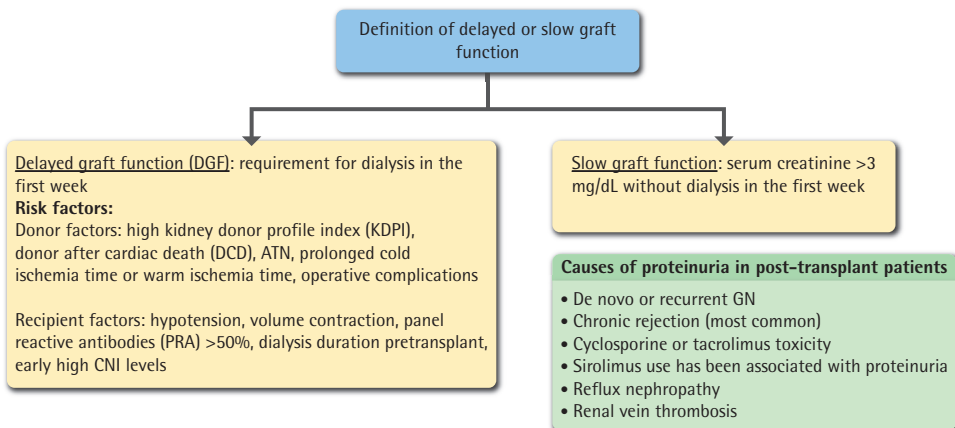 Definition of delayed or slow graft
function
Delayed graft function (DGF): requirement for dialysis in the
first week
Risk factors:
Donor factors: high kidney donor profile index (KDPI),
donor after cardiac death (DCD), ATN, prolonged cold
ischemia time or warm ischemia time, operative complications
Recipient factors: hypotension, volume contraction, panel
reactive antibodies (PRA) >50%, dialysis duration pretransplant,
early high CNI levels
Slow graft function: serum creatinine >3
mg/dL without dialysis in the first week
Causes of proteinuria in post-transplant patients
• De novo or recurrent GN
• Chronic rejection (most common)
• Cyclosporine or tacrolimus toxicity
• Sirolimus use has been associated with proteinuria
• Reflux nephropathy
• Renal vein thrombosis